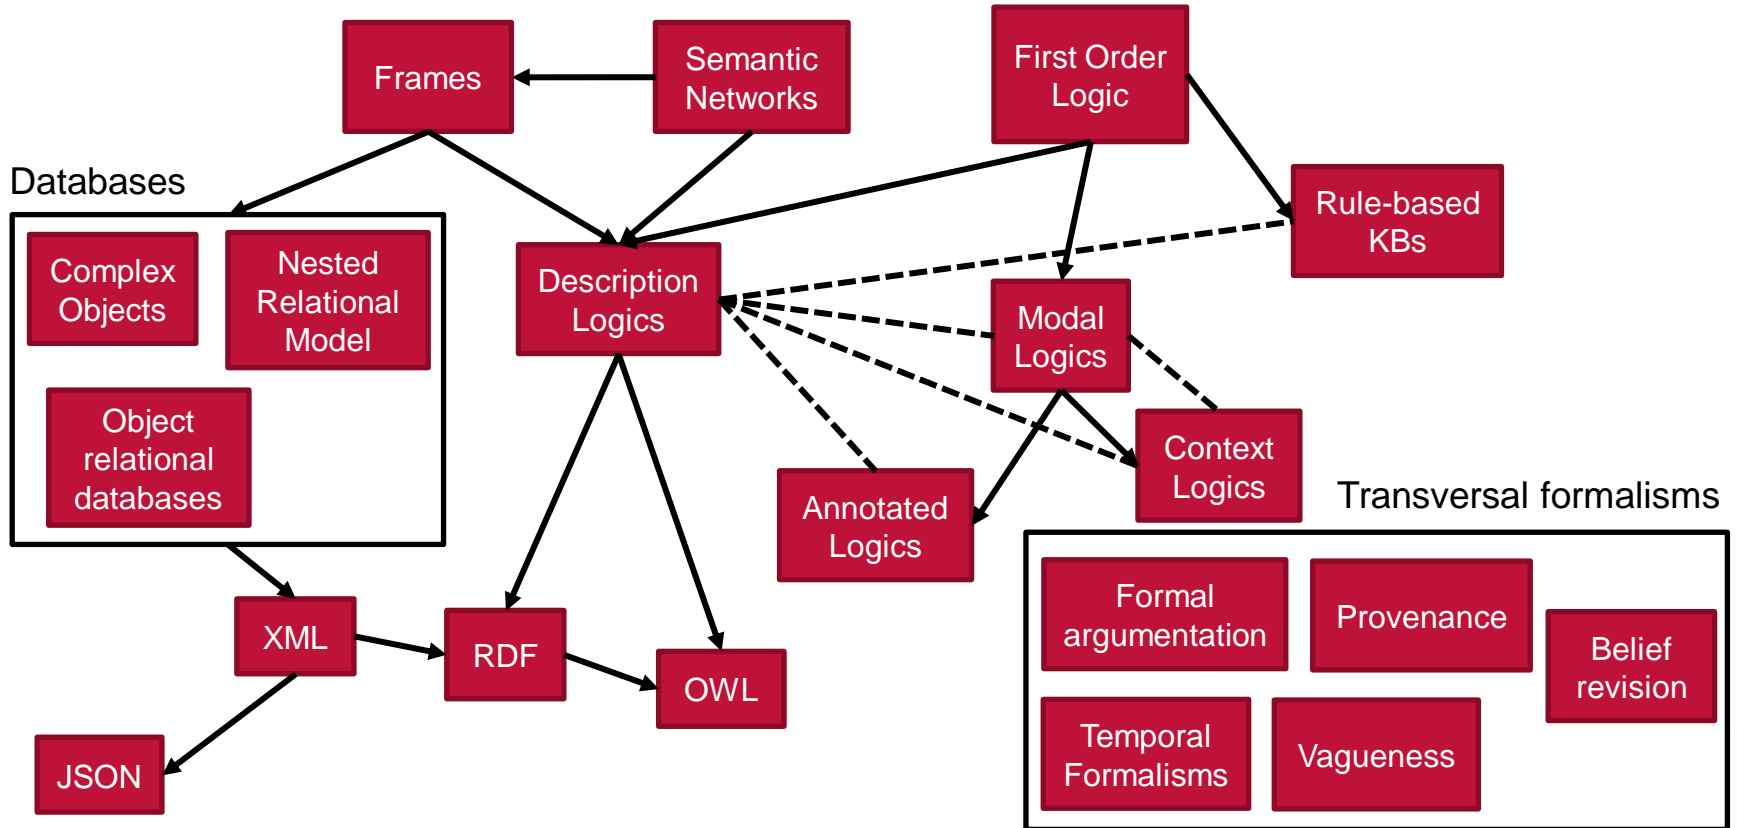 Frames
Semantic
Networks
First Order
Logic
Databases
Rule-based
KBs
Complex
Objects
Nested
Relational
Model
Description
Logics
Modal
Logics
Object
relational
databases
Context
Logics
Annotated
Logics
Transversal formalisms
XML
RDF
OWL
JSON
Formal
argumentation
Provenance
Belief
revision
Temporal
Formalisms
Vagueness